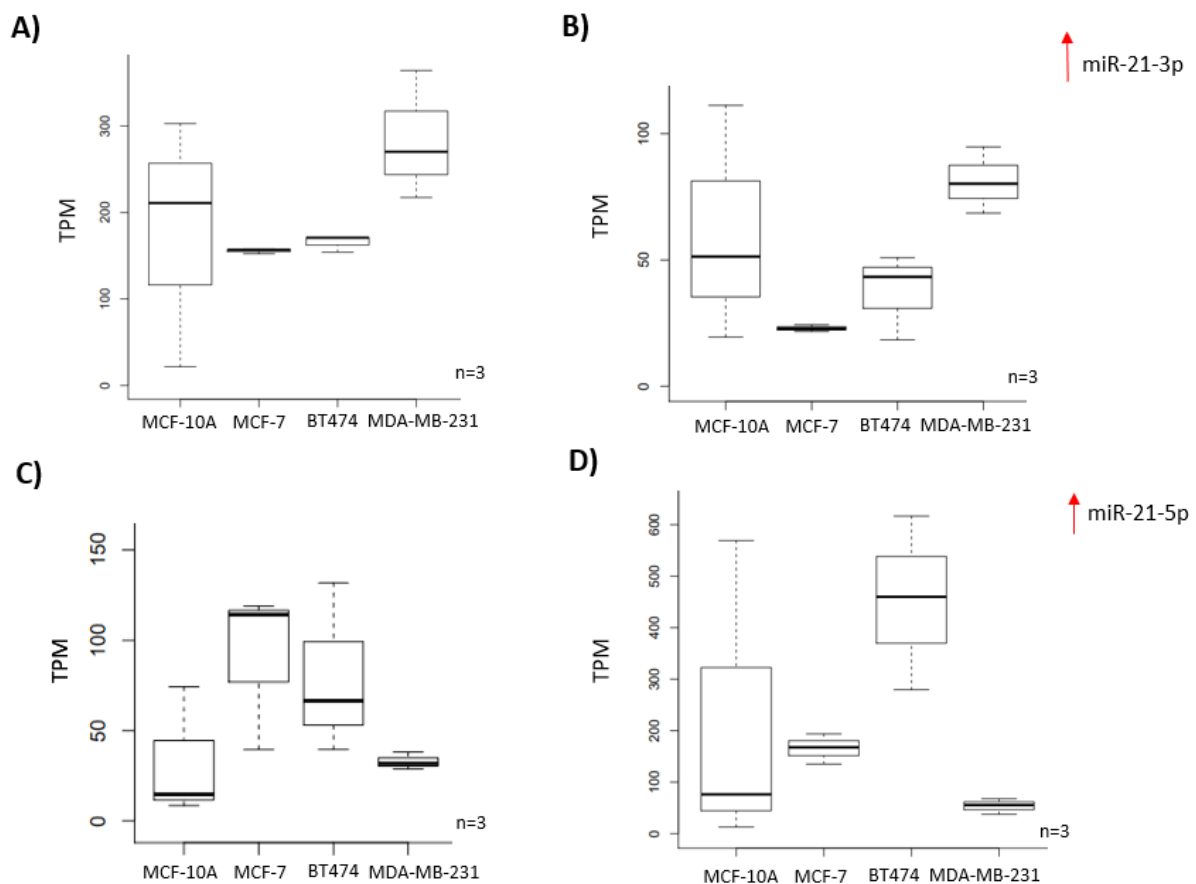 A)
TPM
300
200
100
0
n=3
MCF-10A MCF-7 BT474 MDA-MB-231
B)
miR-21-3p
TPM
100
50
0
n=3
MCF-10A MCF-7 BT474 MDA-MB-231
C)
TPM
150
100
50
0
n=3
MCF-10A MCF-7 BT474 MDA-MB-231
D)
miR-21-5p
TPM
600
500
400
300
200
100
0
n=3
MCF-10A MCF-7 BT474 MDA-MB-231